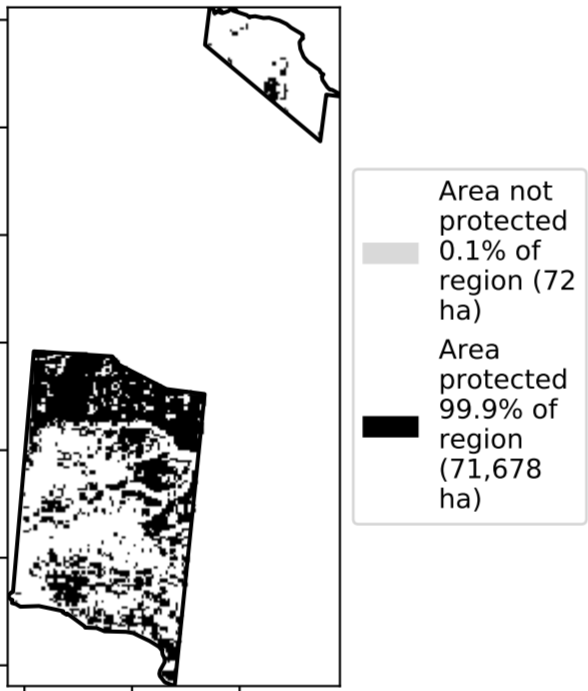 Area not
protected
0.1% of
region (72
ha)
Area
protected
99.9% of
region
(71,678
ha)